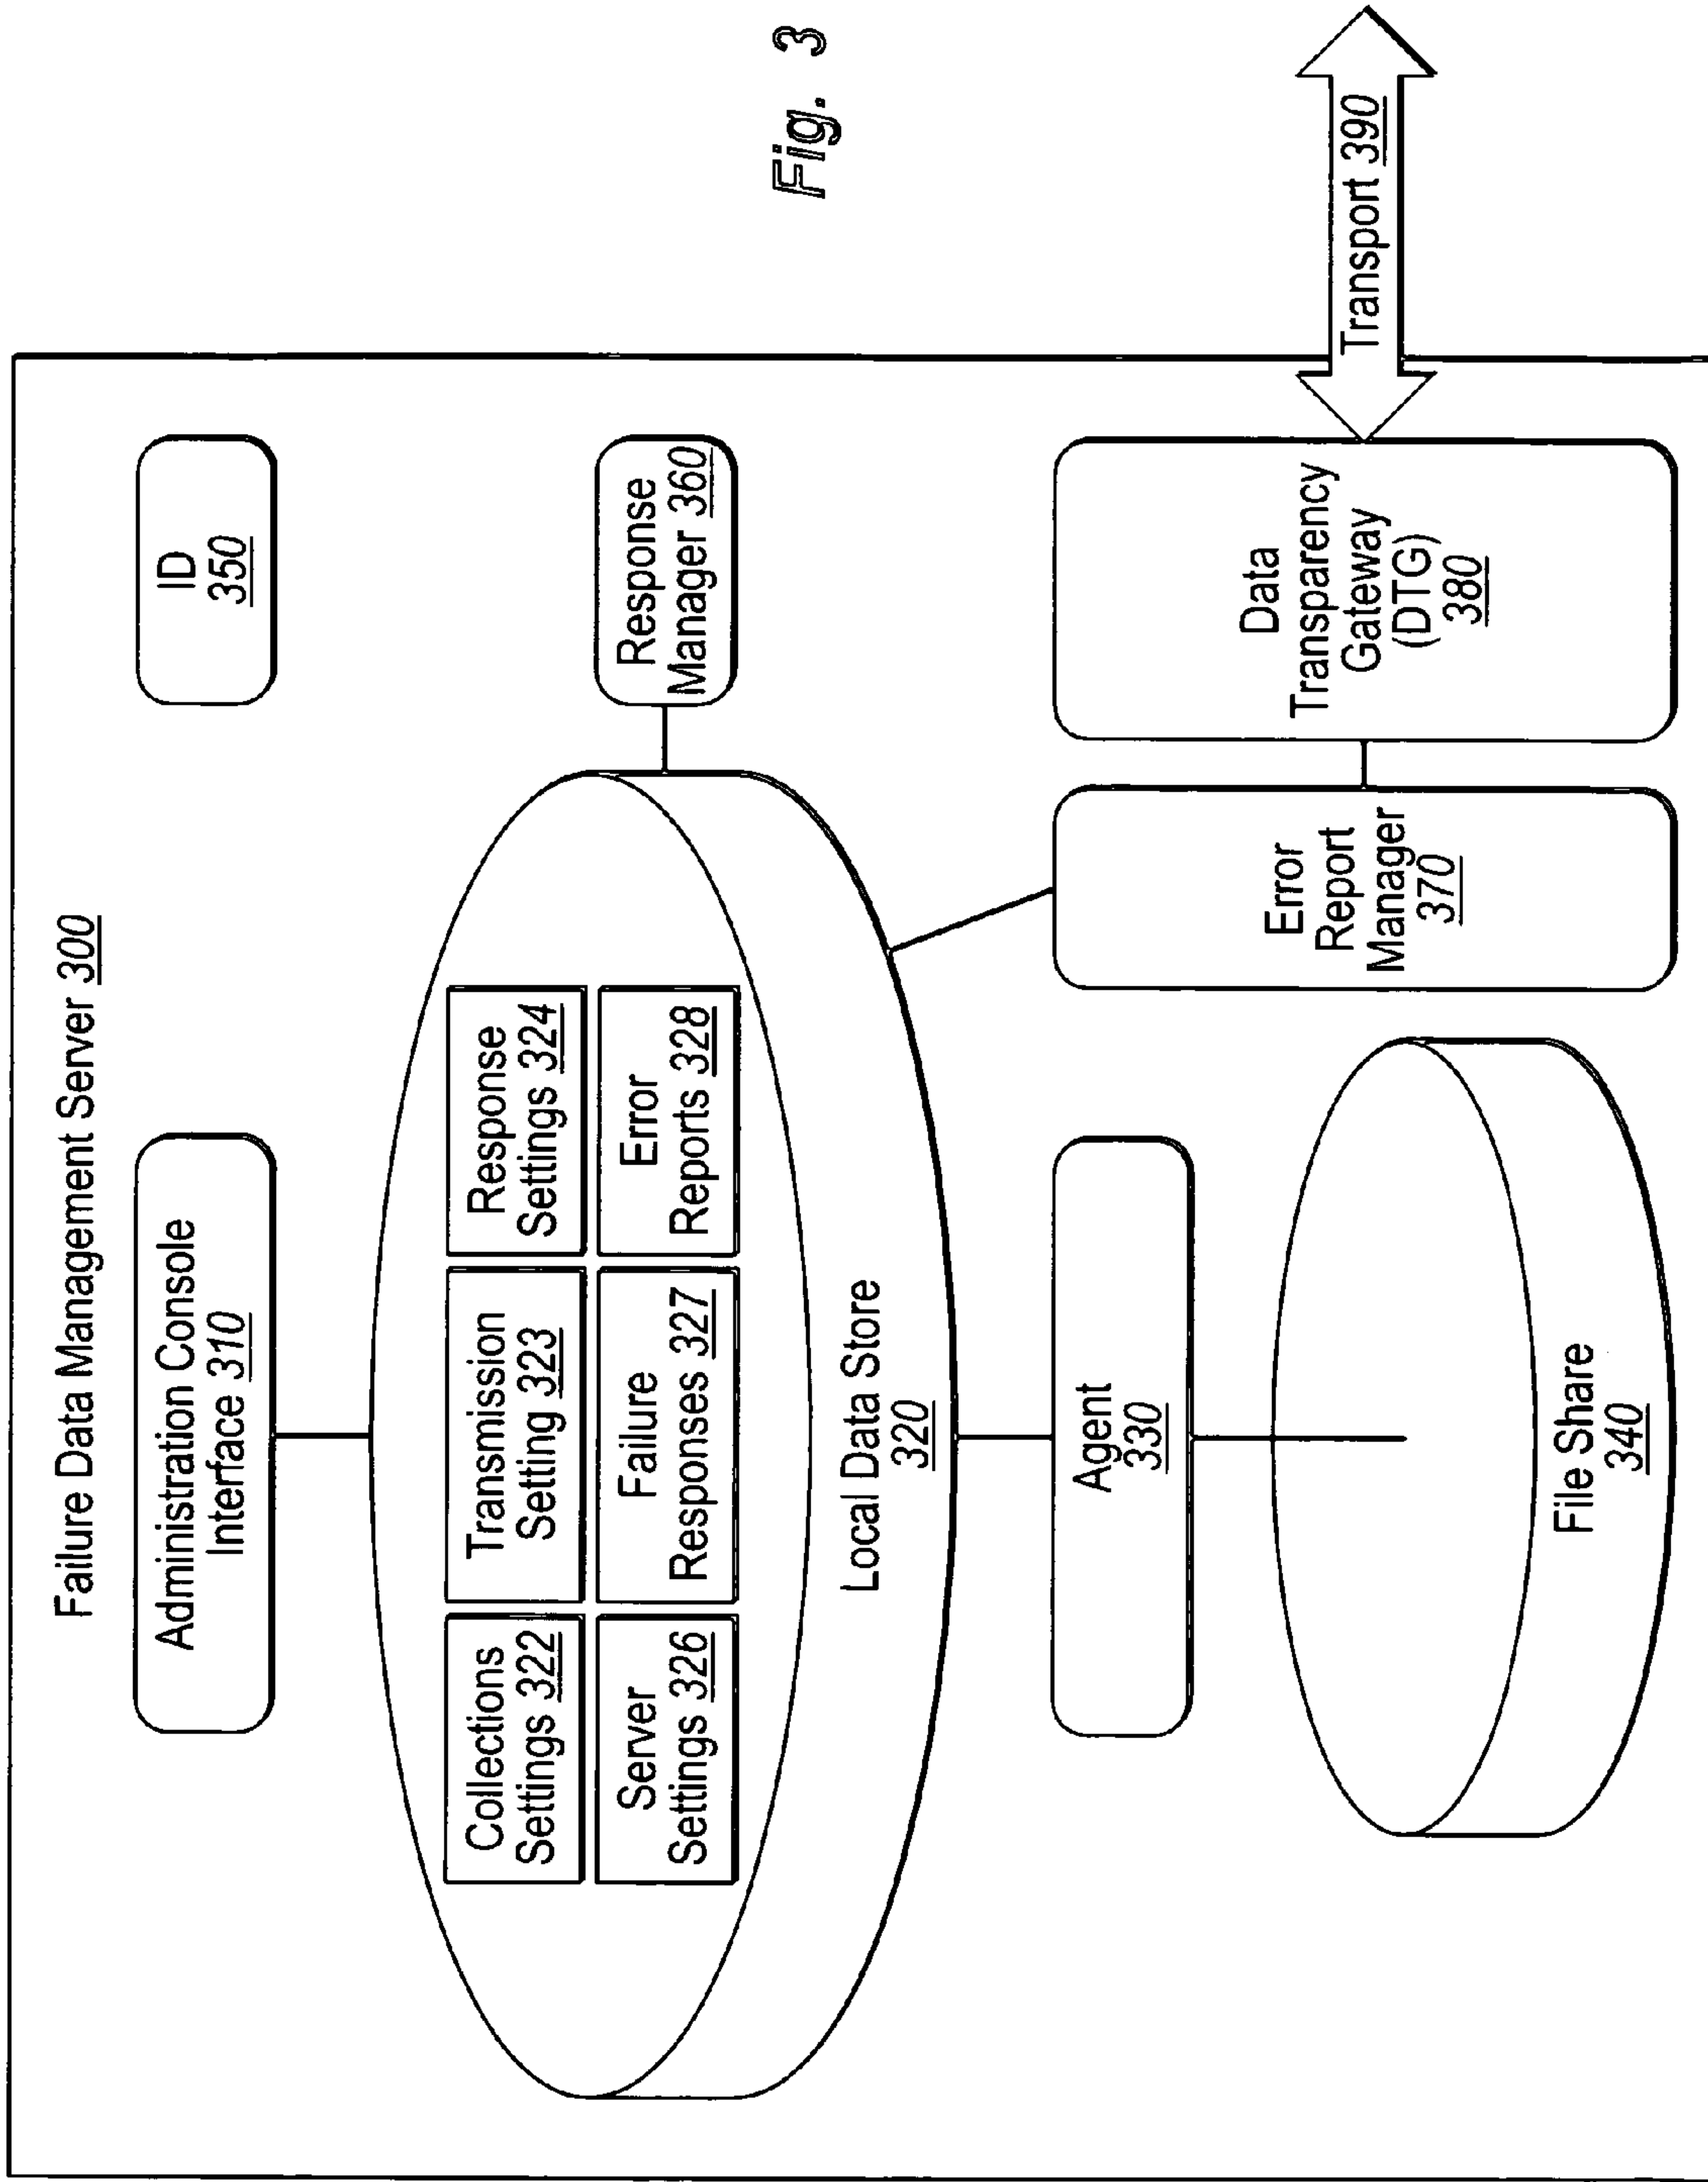 Failure Data Management Server 300
Administration Console
Interface 310
ID
350
Collections
Settings 322
Transmission
Setting 323
Response
Settings 324
Server
Settings 326
Failure
Responses 327
Error
Reports 328
Local Data Store
320
Response
Manager 360
Agent
330
File Share
340
Error
Report
Manager
370
Data
Transparency
Gateway
(DTG)
380
Transport 390
Fig. 3